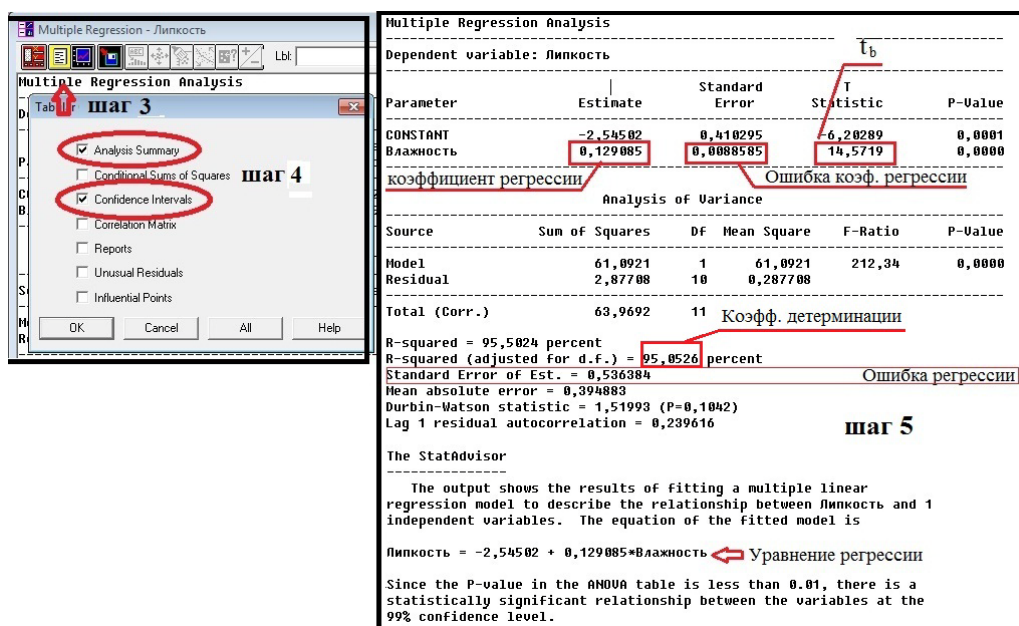 Multiple Regression - Липкость
Lbl:
Multiple Regression Analysis
шаг 3
Analysis Summary
Conditional Sums of Squares
шаг 4
Confidence Intervals
Correlation Matrix
Reports
Unusual Residuals
Influential Points
OK Cancel All Help
Multiple Regression Analysis
Dependent variable: Липкость
t_b
Standard T
Parameter Estimate Error Statistic P-Value
CONSTANT -2,54502 0,410295 -6,20289 0,0001
Влажность 0,129085 0,0088585 14,5719 0,0000
коэффициент регрессии Ошибка коэф. регрессии
Analysis of Variance
Source Sum of Squares Df Mean Square F-Ratio P-Value
Model 61,0921 1 61,0921 212,34 0,0000
Residual 2,87708 10 0,287708
Total (Corr.) 63,9692 11
Коэфф. детерминации
R-squared = 95,5024 percent
R-squared (adjusted for d.f.) = 95,0526 percent
Standard Error of Est. = 0,536384 Ошибка регрессии
Mean absolute error = 0,394883
Durbin-Watson statistic = 1,51993 (P=0,1042)
Lag 1 residual autocorrelation = 0,239616
шаг 5
The StatAdvisor
The output shows the results of fitting a multiple linear
regression model to describe the relationship between Липкость and 1
independent variables. The equation of the fitted model is
Липкость = -2,54502 + 0,129085*Влажность Уравнение регрессии
Since the P-value in the ANOVA table is less than 0.01, there is a
statistically significant relationship between the variables at the
99% confidence level.